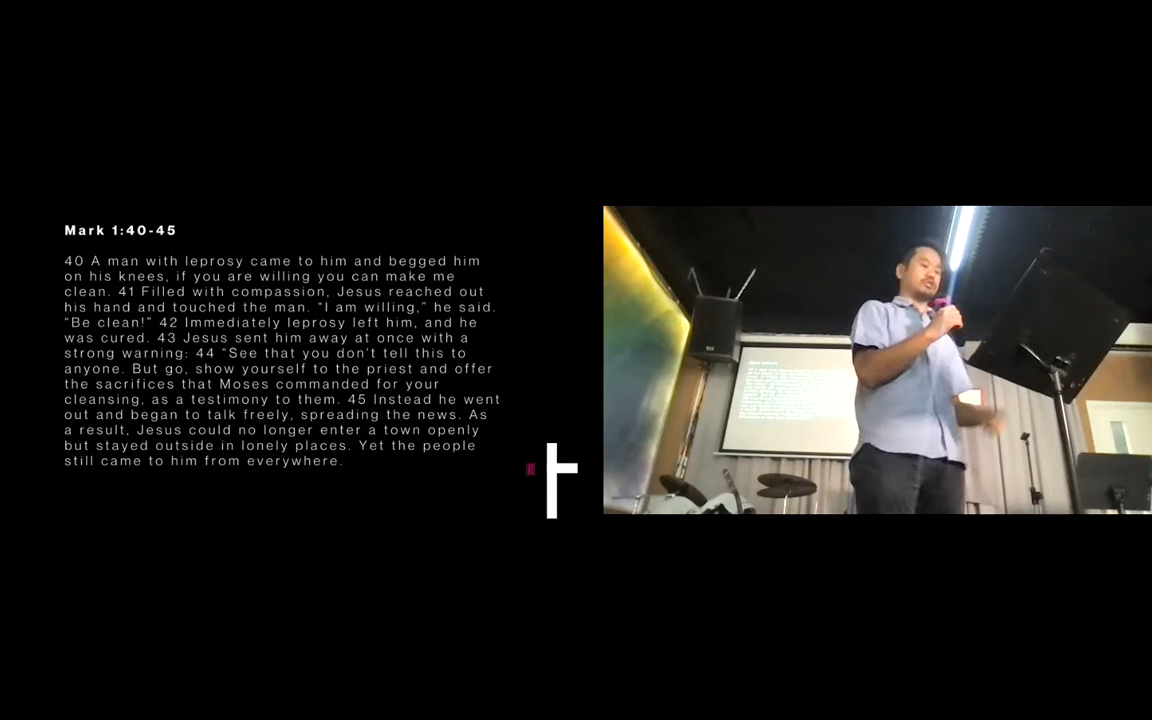 Mark 1:40-45
40 A man with leprosy came to him and begged him
on his knees, if you are willing you can make me
clean. 41 Filled with compassion, Jesus reached out
his hand and touched the man. "I am willing,” he said.
“Be clean!” 42 Immediately leprosy left him, and he
was cured. 43 Jesus sent him away at once with a
strong warning: 44 “See that you don't tell this to
anyone. But go, show yourself to the priest and offer
the sacrifices that Moses commanded for your
cleansing, as a testimony to them. 45 Instead he went
out and began to talk freely, spreading the news. As
a result, Jesus could no longer enter a town openly
but stayed outside in lonely places. Yet the people
still came to him from everywhere.